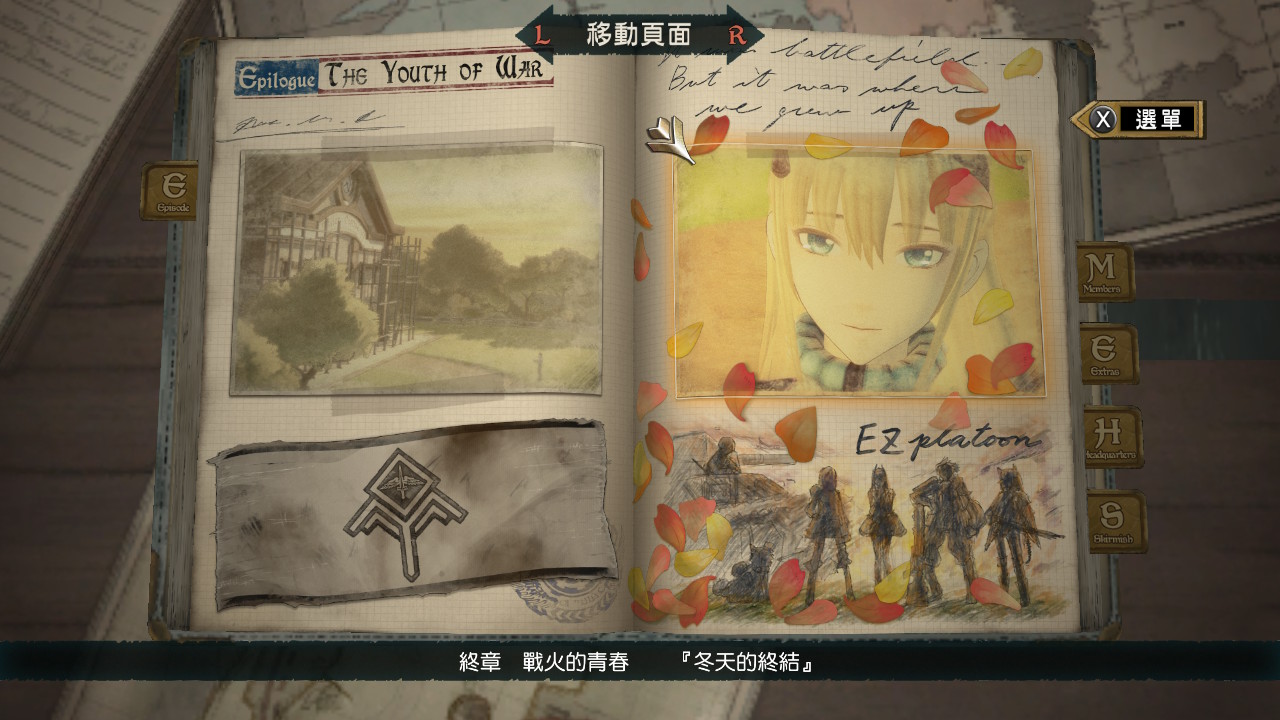 L 移動頁面 R
Epilogue THE YOUTH OF WAR
battlefield...
But it was where
we grew up
X 選單
E
Episode
M
Members
E
Extras
H
Headquarters
S
Skirmish
EZ platoon
終章 戰火的青春 『冬天的終結』